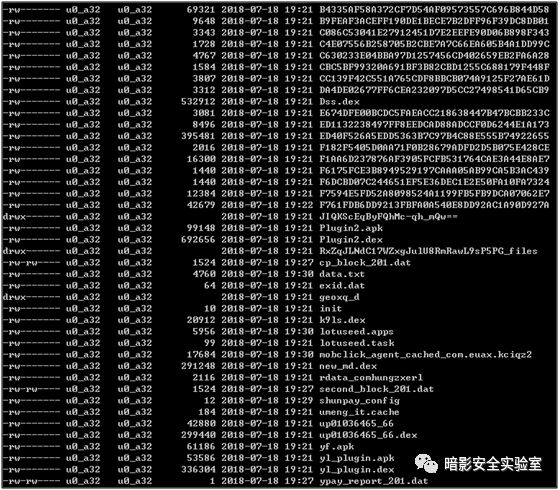 -rw------- u0_a32 u0_a32 69321 2018-07-18 19:21 B4335AF58A372CF7D54AF09573557C2AFB44D58
-rw------- u0_a32 u0_a32 9648 2018-07-18 19:21 B9FEAF3ACEFF190DE1BECE7B2DFF96F39DC8DB01
-rw------- u0_a32 u0_a32 3343 2018-07-18 19:21 C086C53041E27912451D7E2EEFE90D06B898F343
-rw------- u0_a32 u0_a32 1728 2018-07-18 19:21 C4E07556B258705B2CBE7A7C66EA605B4A1DD99C
-rw------- u0_a32 u0_a32 4767 2018-07-18 19:21 C630233E04BBA97D1257456CD402659EB2FA6A28
-rw------- u0_a32 u0_a32 1584 2018-07-18 19:21 CBC5BF99320A691BF3B82CBD1255C688179F448F
-rw------- u0_a32 u0_a32 3807 2018-07-18 19:21 CC139F42C551A765CDF8BBCB074A9125F27AE61D
-rw------- u0_a32 u0_a32 3312 2018-07-18 19:21 DA4DE02677FF6CEA232097D5CC27498541D65CB9
-rw------- u0_a32 u0_a32 532912 2018-07-18 19:21 Dss.dex
-rw------- u0_a32 u0_a32 3081 2018-07-18 19:21 E674DFE00BCDC5FAEACC218638447B47BCBB233C
-rw------- u0_a32 u0_a32 8496 2018-07-18 19:21 ED1132238497FF8EEDCAD88ADCCF0D6244E1A173
-rw------- u0_a32 u0_a32 395481 2018-07-18 19:21 ED40F526A5EDD5363B7C97B4C88E555B74922655
-rw------- u0_a32 u0_a32 2016 2018-07-18 19:21 F182F5405D0AA71F0B28679ADFD2D5B075E428CE
-rw------- u0_a32 u0_a32 16300 2018-07-18 19:21 F1AA6D237876AF3905FCFB51764CAE3A44E8AE7
-rw------- u0_a32 u0_a32 1440 2018-07-18 19:21 F6175FCE3B8949529197CAAA05AB99CA5B3AC439
-rw------- u0_a32 u0_a32 1440 2018-07-18 19:21 F6DCBD07C244651EF5E36DEC1E2E50FA10FA7324
-rw------- u0_a32 u0_a32 12384 2018-07-18 19:21 F7594E5FD52A8098524A1199FB5FB9DCA07062E7
-rw------- u0_a32 u0_a32 42679 2018-07-18 19:22 F761FDB6DD9213FBFA0A540E8DD92AC1A90D927A
drwx------ u0_a32 u0_a32 2018-07-18 19:21 JIQKScEqByFQhMc-qh_mQw==
-rw------- u0_a32 u0_a32 99148 2018-07-18 19:21 Plugin2.apk
-rw------- u0_a32 u0_a32 692656 2018-07-18 19:21 Plugin2.dex
drwx------ u0_a32 u0_a32 2018-07-18 19:21 RxZqJLNdC17WZxgJulU8RmRawL9sP5PG_files
-rw-rw---- u0_a32 u0_a32 1524 2018-07-18 19:27 cp_block_201.dat
-rw------- u0_a32 u0_a32 4760 2018-07-18 19:30 data.txt
-rw------- u0_a32 u0_a32 64 2018-07-18 19:21 exid.dat
drwx------ u0_a32 u0_a32 2018-07-18 19:21 geoxq_d
-rw------- u0_a32 u0_a32 10 2018-07-18 19:21 init
-rw------- u0_a32 u0_a32 20912 2018-07-18 19:21 k9ls.dex
-rw------- u0_a32 u0_a32 5956 2018-07-18 19:30 lotuseed.apps
-rw------- u0_a32 u0_a32 99 2018-07-18 19:21 lotuseed.task
-rw------- u0_a32 u0_a32 17684 2018-07-18 19:30 mobclick_agent_cached_com.euax.kciqz2
-rw------- u0_a32 u0_a32 291248 2018-07-18 19:21 new_md.dex
-rw------- u0_a32 u0_a32 2116 2018-07-18 19:21 rdata_comhungzxerl
-rw-rw---- u0_a32 u0_a32 1524 2018-07-18 19:27 second_block_201.dat
-rw------- u0_a32 u0_a32 12 2018-07-18 19:29 shunpay_config
-rw------- u0_a32 u0_a32 184 2018-07-18 19:21 umeng_it.cache
-rw------- u0_a32 u0_a32 42880 2018-07-18 19:21 up01036465_66
-rw------- u0_a32 u0_a32 299440 2018-07-18 19:21 up01036465_66.dex
-rw------- u0_a32 u0_a32 61186 2018-07-18 19:21 yf.apk
-rw------- u0_a32 u0_a32 53586 2018-07-18 19:21 yl_plugin.apk
-rw------- u0_a32 u0_a32 336304 2018-07-18 19:21 yl_plugin.dex
-rw-rw---- u0_a32 u0_a32 1 2018-07-18 19:27 ypay_report_201.dat
暗影安全实验室